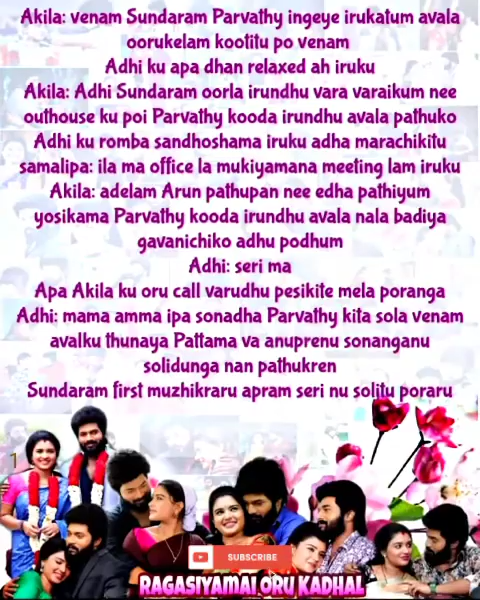 Akila: venam Sundaram Parvathy ingeye irukatum avala
oorukelam kootitu po venam
Adhi ku apa dhan relaxed ah iruku
Akila: Adhi Sundaram oorla irundhu vara varaikum nee
outhouse ku poi Parvathy kooda irundhu avala pathuko
Adhi ku romba sandhoshama iruku adha marachikitu
samalipa: ila ma office la mukiyamana meeting lam iruku
Akila: adelam Arun pathupan nee edha pathiyum
yosikama Parvathy kooda irundhu avala nala badiya
gavanichiko adhu podhum
Adhi: seri ma
Apa Akila ku oru call varudhu pesikite mela poranga
Adhi: mama amma ipa sonadha Parvathy kita sola venam
avalku thunaya Pattama va anuprenu sonanganu
solidunga nan pathukren
Sundaram first muzhikraru apram seri nu solitu poraru
1
SUBSCRIBE
RAGASIYAMAI ORU KADHAL